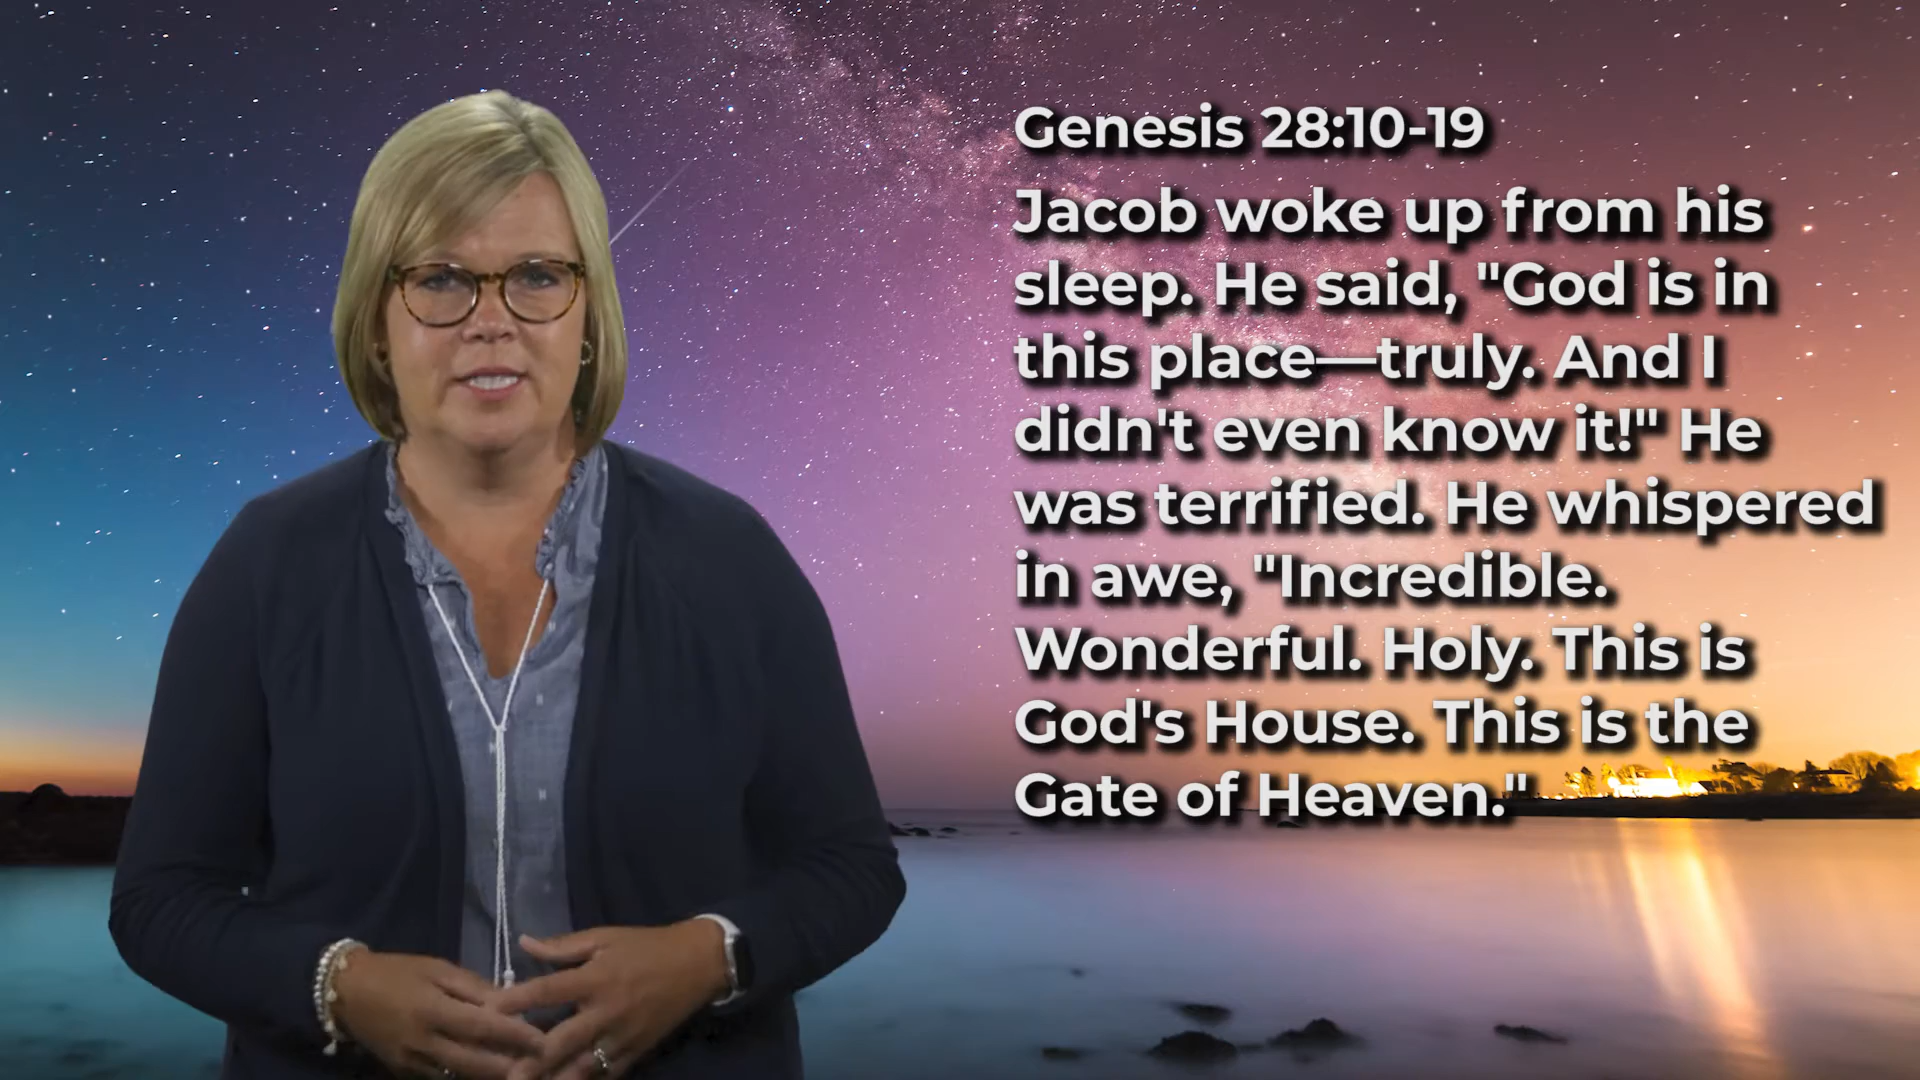 Genesis 28:10-19
Jacob woke up from his
sleep. He said, "God is in
this place—truly. And I
didn't even know it!" He
was terrified. He whispered
in awe, "Incredible.
Wonderful. Holy. This is
God's House. This is the
Gate of Heaven."